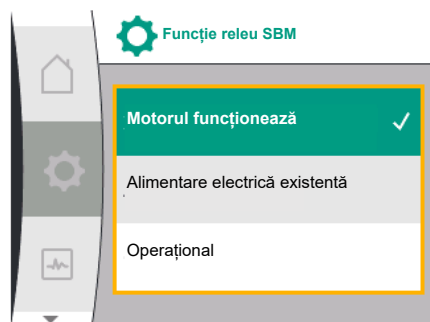 Funcție releu SBM
Motorul funcționează
Alimentare electrică existentă
Operațional